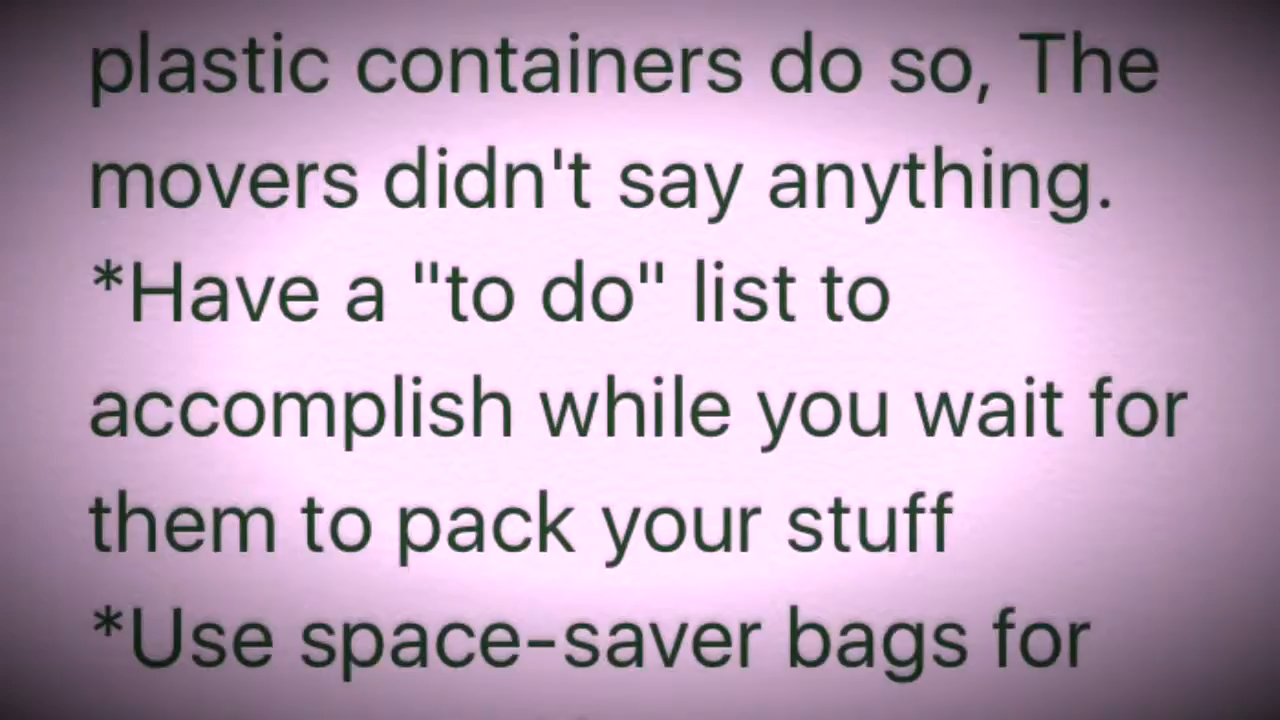 plastic containers do so, The
movers didn't say anything.
*Have a "to do" list to
accomplish while you wait for
them to pack your stuff
*Use space-saver bags for